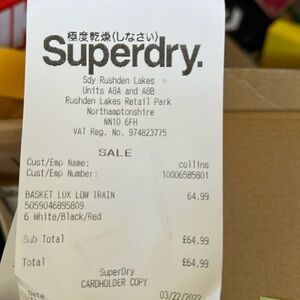 極度乾燥(しなさい)
Superdry.
Sdy Rushden Lakes
Units A8A and A8B
Rushden Lakes Retail Park
Northamptonshire
NN10 6FH
VAT Reg. No. 974823775
SALE
Cust/Emp Name: collins
Cust/Emp Number: 10006585801
BASKET LUX LOW TRAIN 64.99
5059046895809
6 White/Black/Red
Sub Total £64.99
Total £64.99
SuperDry
CARDHOLDER COPY
Date 03/22/2022